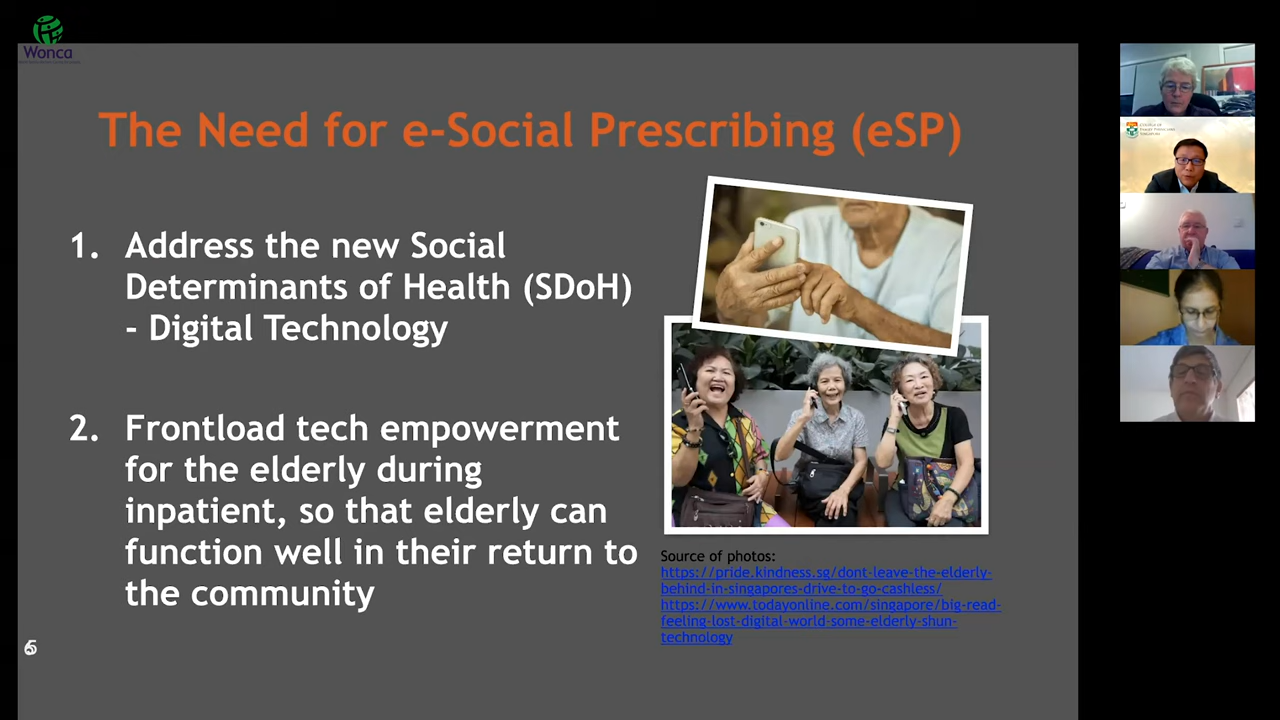 Wonca
The Need for e-Social Prescribing (eSP)
1. Address the new Social
Determinants of Health (SDoH)
- Digital Technology
2. Frontload tech empowerment
for the elderly during
inpatient, so that elderly can
function well in their return to
the community
Source of photos:
https://pride.kindness.sg/dont-leave-the-elderly-
behind-in-singapores-drive-to-go-cashless/
https://www.todayonline.com/singapore/big-read-
feeling-lost-digital-world-some-elderly-shun-
technology